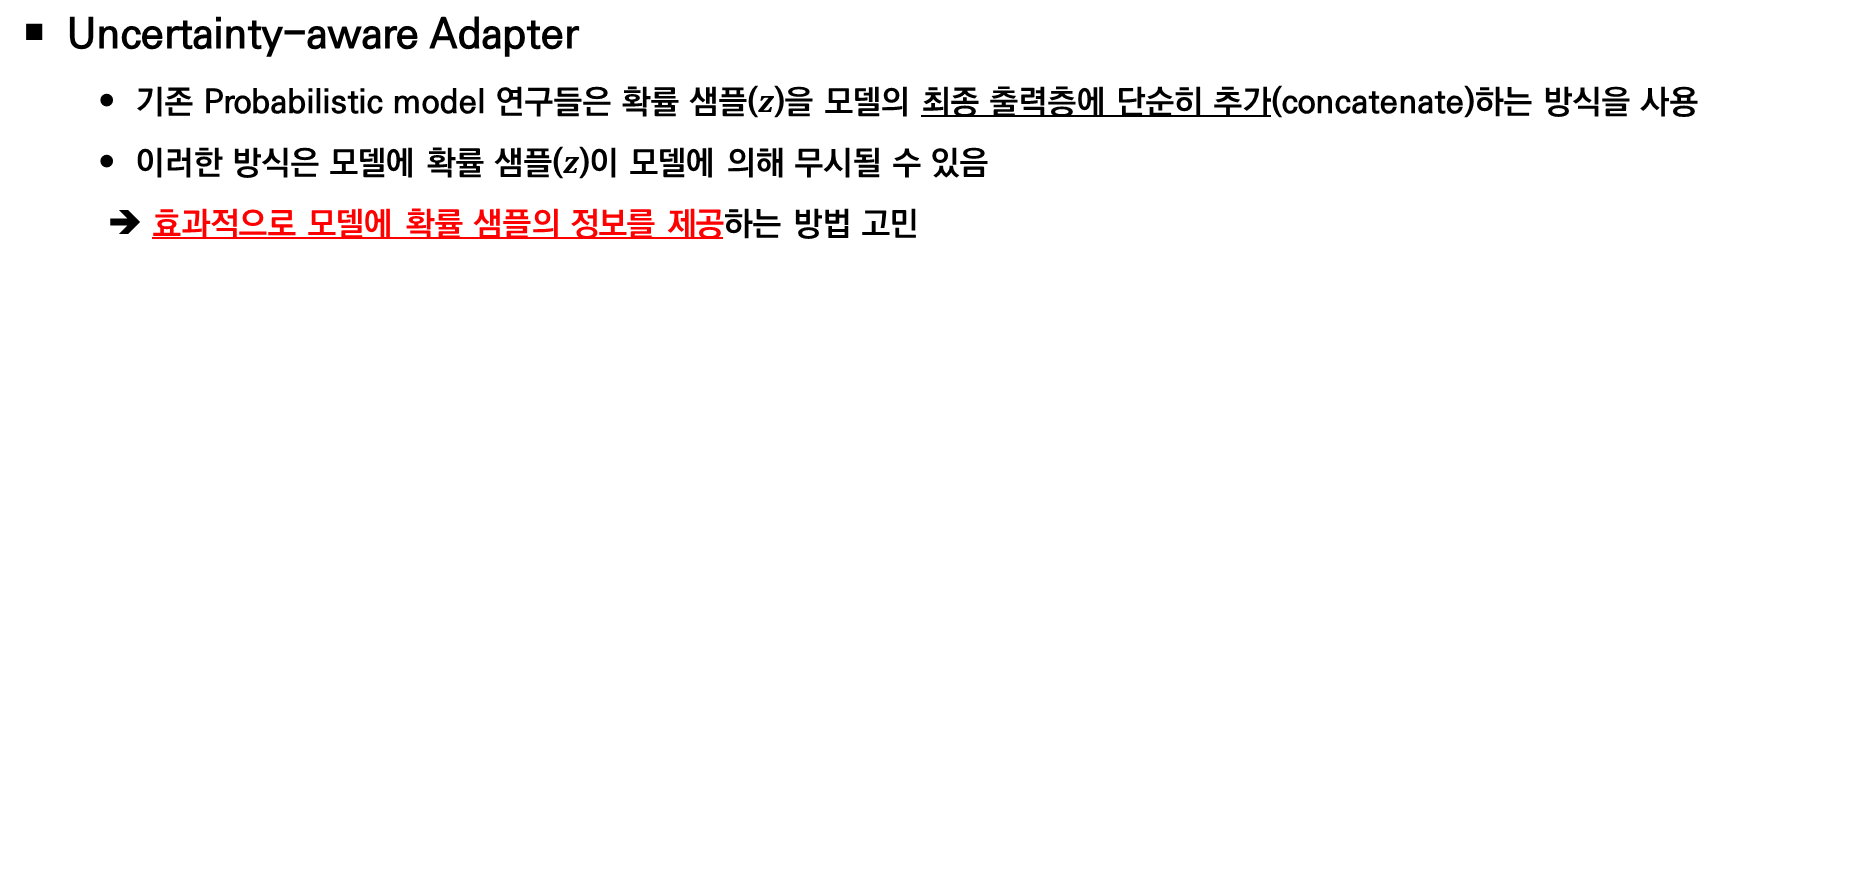 ■ Uncertainty-aware Adapter
● 기존 Probabilistic model 연구들은 확률 샘플(z)을 모델의 최종 출력층에 단순히 추가(concatenate)하는 방식을 사용
● 이러한 방식은 모델에 확률 샘플(z)이 모델에 의해 무시될 수 있음
➔ 효과적으로 모델에 확률 샘플의 정보를 제공하는 방법 고민